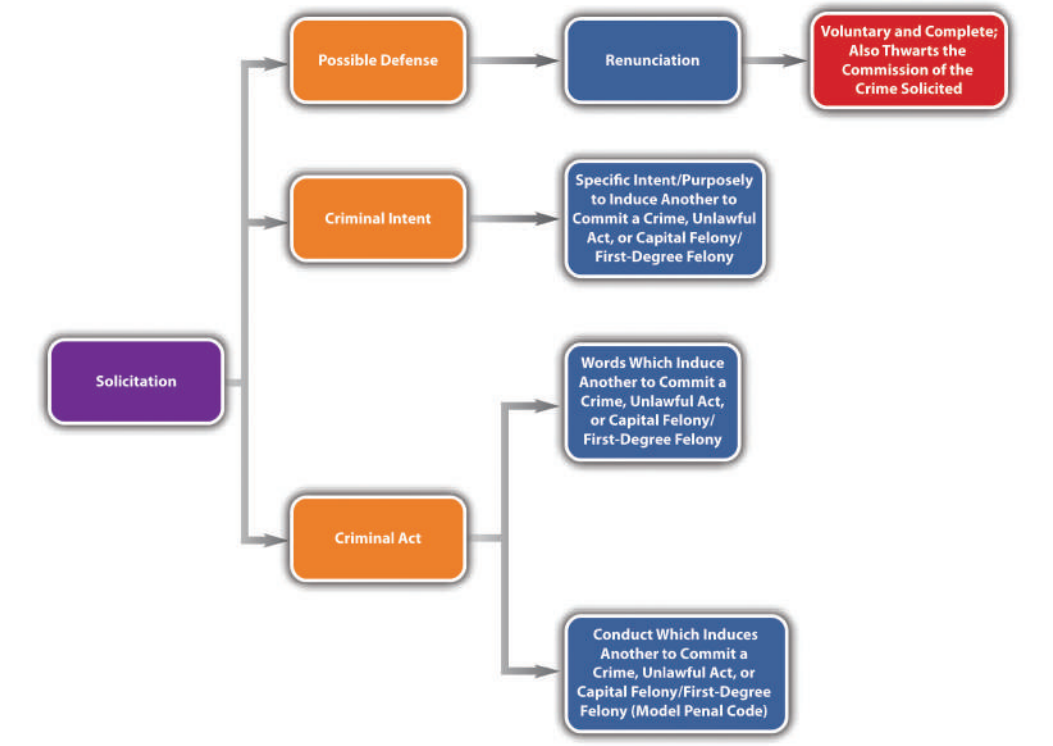 Possible Defense
Renunciation
Voluntary and Complete;
Also Thwarts the
Commission of the
Crime Solicited
Criminal Intent
Specific Intent/Purposely
to Induce Another to
Commit a Crime, Unlawful
Act, or Capital Felony/
First-Degree Felony
Solicitation
Words Which Induce
Another to Commit a
Crime, Unlawful Act,
or Capital Felony/
First-Degree Felony
Criminal Act
Conduct Which Induces
Another to Commit a
Crime, Unlawful Act, or
Capital Felony/First-Degree
Felony (Model Penal Code)